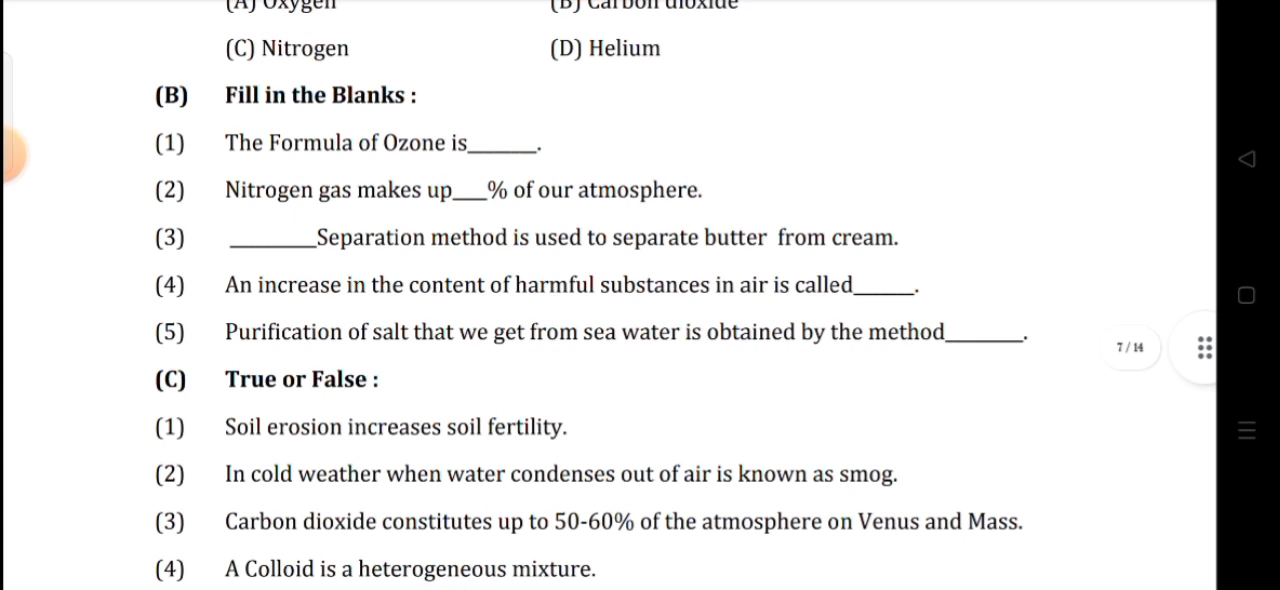 (A) Oxygen (B) Carbon dioxide
(C) Nitrogen (D) Helium
(B) Fill in the Blanks :
(1) The Formula of Ozone is______.
(2) Nitrogen gas makes up___% of our atmosphere.
(3) _______Separation method is used to separate butter from cream.
(4) An increase in the content of harmful substances in air is called_____.
(5) Purification of salt that we get from sea water is obtained by the method_______.
7 / 14
(C) True or False :
(1) Soil erosion increases soil fertility.
(2) In cold weather when water condenses out of air is known as smog.
(3) Carbon dioxide constitutes up to 50-60% of the atmosphere on Venus and Mass.
(4) A Colloid is a heterogeneous mixture.